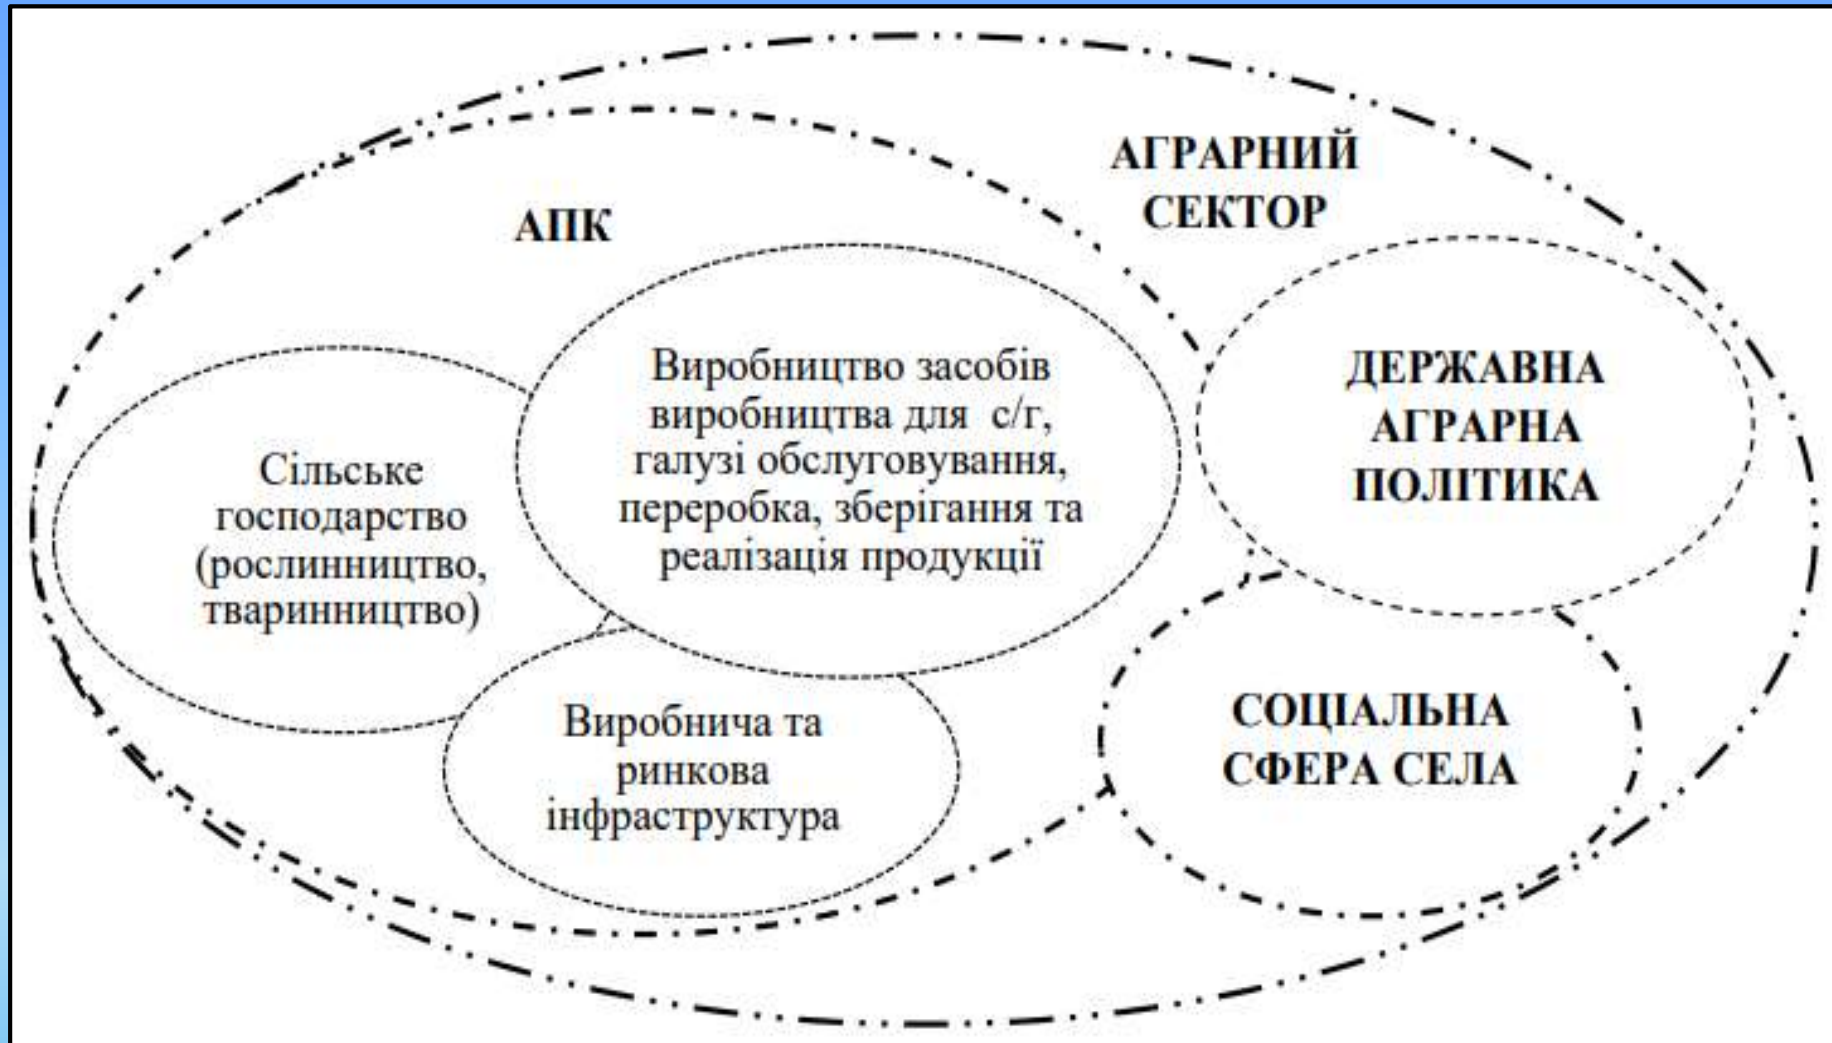 АГРАРНИЙ
СЕКТОР
АПК
Виробництво засобів
виробництва для с/г,
галузі обслуговування,
переробка, зберігання та
реалізація продукції
ДЕРЖАВНА
АГРАРНА
ПОЛІТИКА
Сільське
господарство
(рослинництво,
тваринництво)
Виробнича та
ринкова
інфраструктура
СОЦІАЛЬНА
СФЕРА СЕЛА